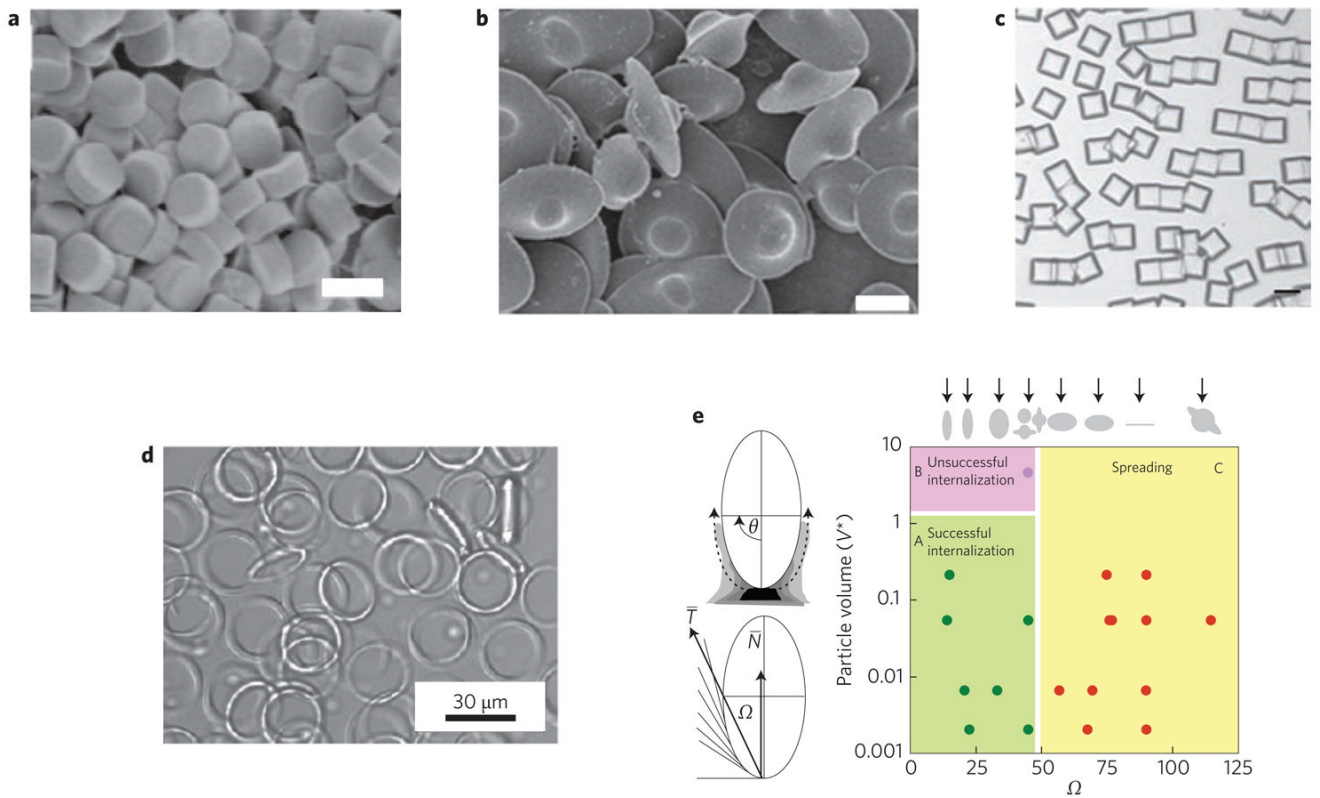 a
b
c
d
30 µm
e
θ
T̅
N̅
Ω
Particle volume (V*)
10
1
0.1
0.01
0.001
B Unsuccessful
internalization
Spreading C
A Successful
internalization
0 25 50 75 100 125
Ω